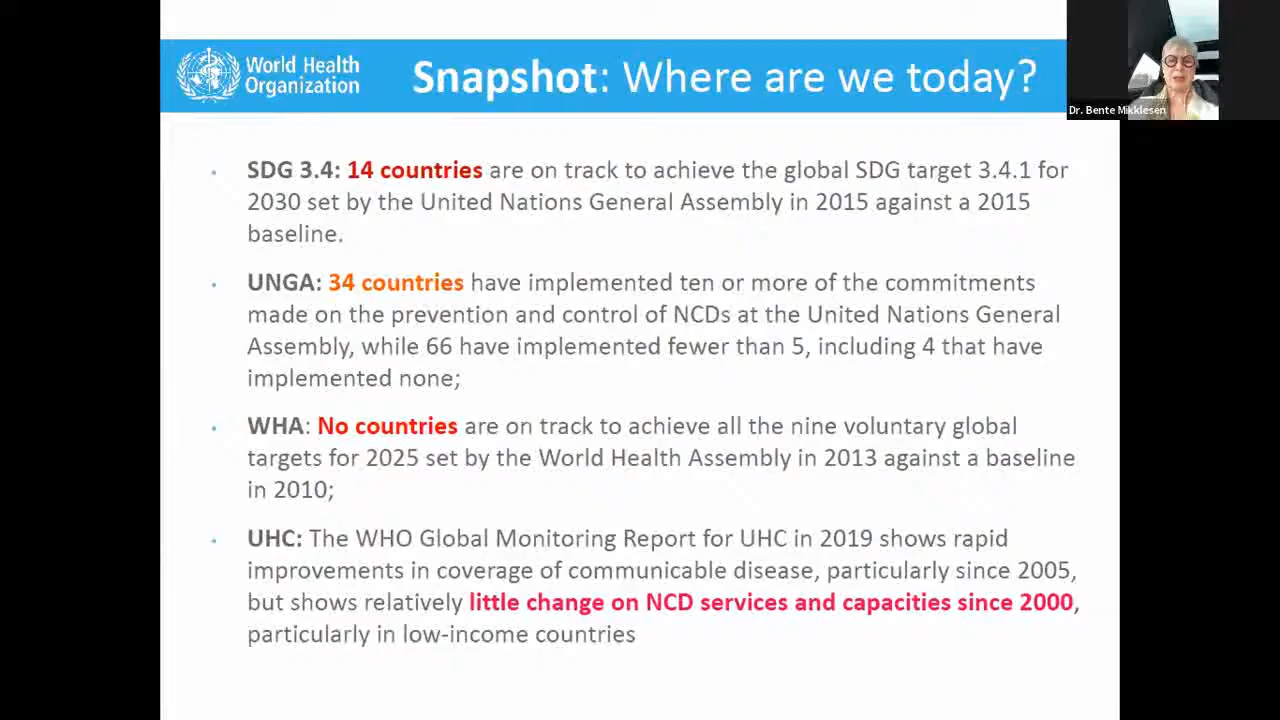 World Health
Organization
Snapshot: Where are we today?
Dr. Bente Mikklesen
SDG 3.4: 14 countries are on track to achieve the global SDG target 3.4.1 for
2030 set by the United Nations General Assembly in 2015 against a 2015
baseline.
UNGA: 34 countries have implemented ten or more of the commitments
made on the prevention and control of NCDs at the United Nations General
Assembly, while 66 have implemented fewer than 5, including 4 that have
implemented none;
WHA: No countries are on track to achieve all the nine voluntary global
targets for 2025 set by the World Health Assembly in 2013 against a baseline
in 2010;
UHC: The WHO Global Monitoring Report for UHC in 2019 shows rapid
improvements in coverage of communicable disease, particularly since 2005,
but shows relatively little change on NCD services and capacities since 2000,
particularly in low-income countries